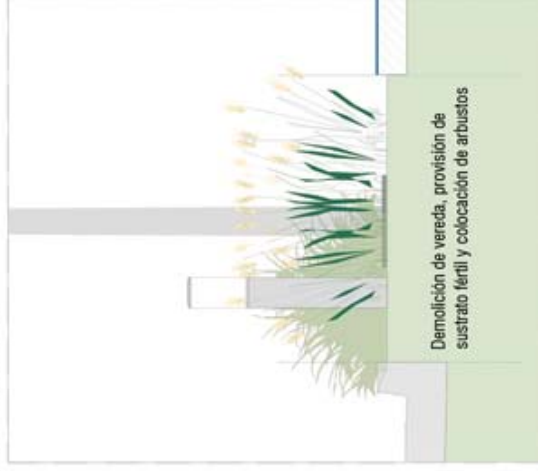 Demolición de vereda, provisión de
sustrato fértil y colocación de arbustos